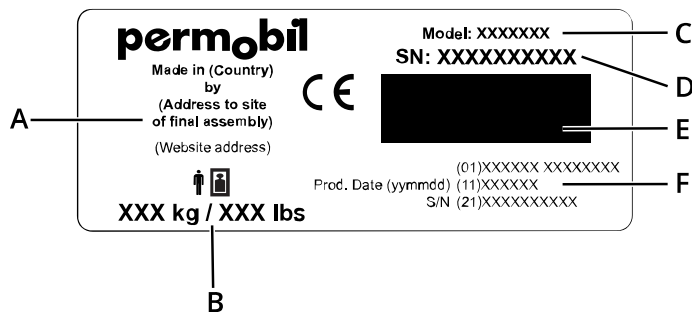 permobil
Made in (Country)
by
(Address to site
of final assembly)
(Website address)
XXX kg / XXX lbs
CE
Model: XXXXXXX
SN: XXXXXXXXXX
(01)XXXXXX XXXXXXXX
Prod. Date (yymmdd) (11)XXXXXX
S/N (21)XXXXXXXXXX
A
B
C
D
E
F